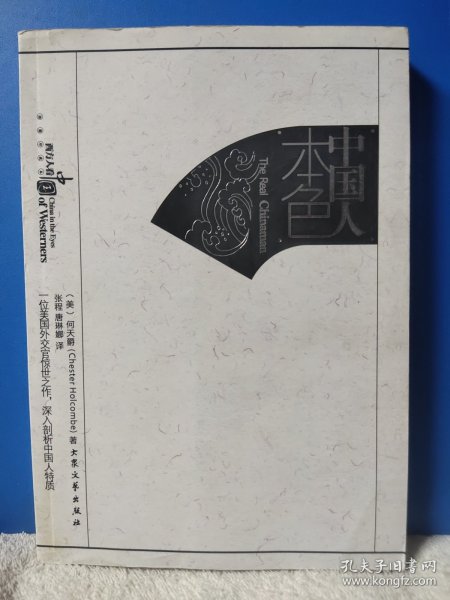 中国人
本色
The Real Chinaman
西方人看中国
China in the Eyes
of Westerners
(美) 何天爵 (Chester Holcombe) 著
张程 唐琳娜 译
大众文艺出版社
一位美国外交官惊世之作，深入剖析中国人特质
孔夫子旧书网
www.kongfz.com